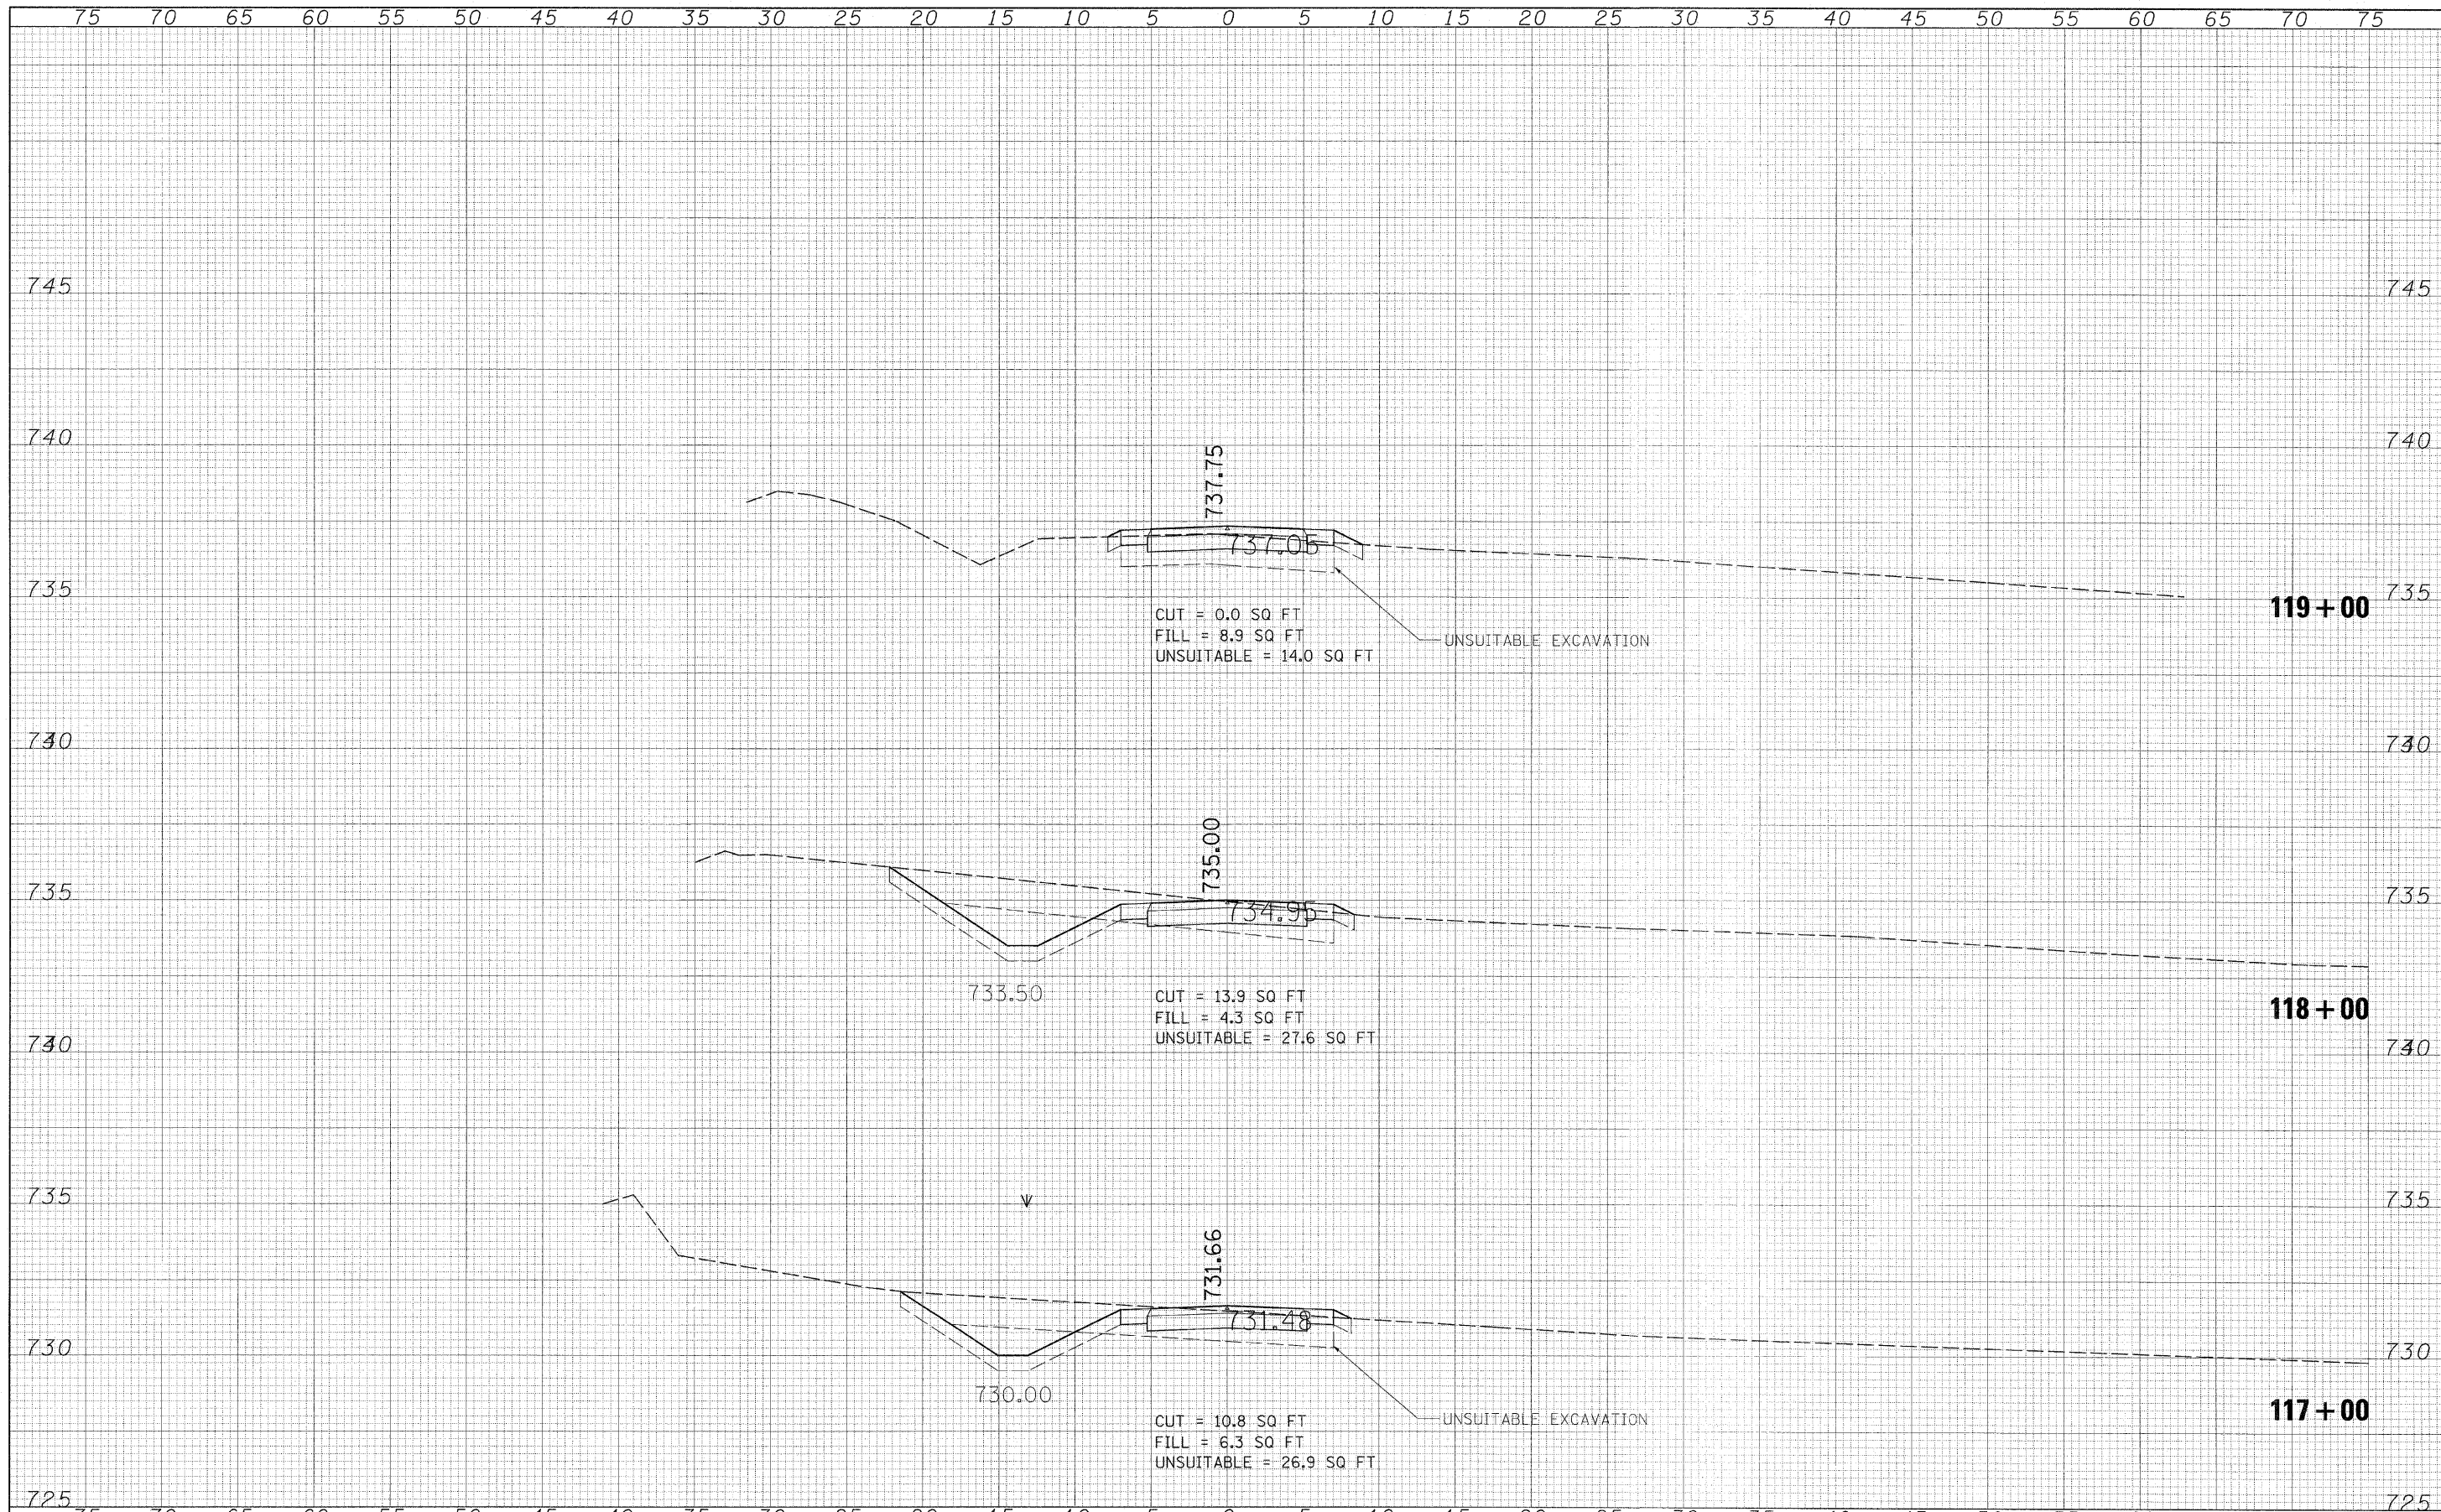 75 70 65 60 55 50 45 40 35 30 25 20 15 10 5 0 5 10 15 20 25 30 35 40 45 50 55 60 65 70 75
745 745
740 740
737.75
737.05
735 735
119+00
CUT = 0.0 SQ FT
FILL = 8.9 SQ FT
UNSUITABLE = 14.0 SQ FT
UNSUITABLE EXCAVATION
735.00
735 735
734.95
733.50
118+00
CUT = 13.9 SQ FT
FILL = 4.3 SQ FT
UNSUITABLE = 27.6 SQ FT
735 735
731.66
731.48
730 730
730.00
117+00
CUT = 10.8 SQ FT
FILL = 6.3 SQ FT
UNSUITABLE = 26.9 SQ FT
UNSUITABLE EXCAVATION
725 725